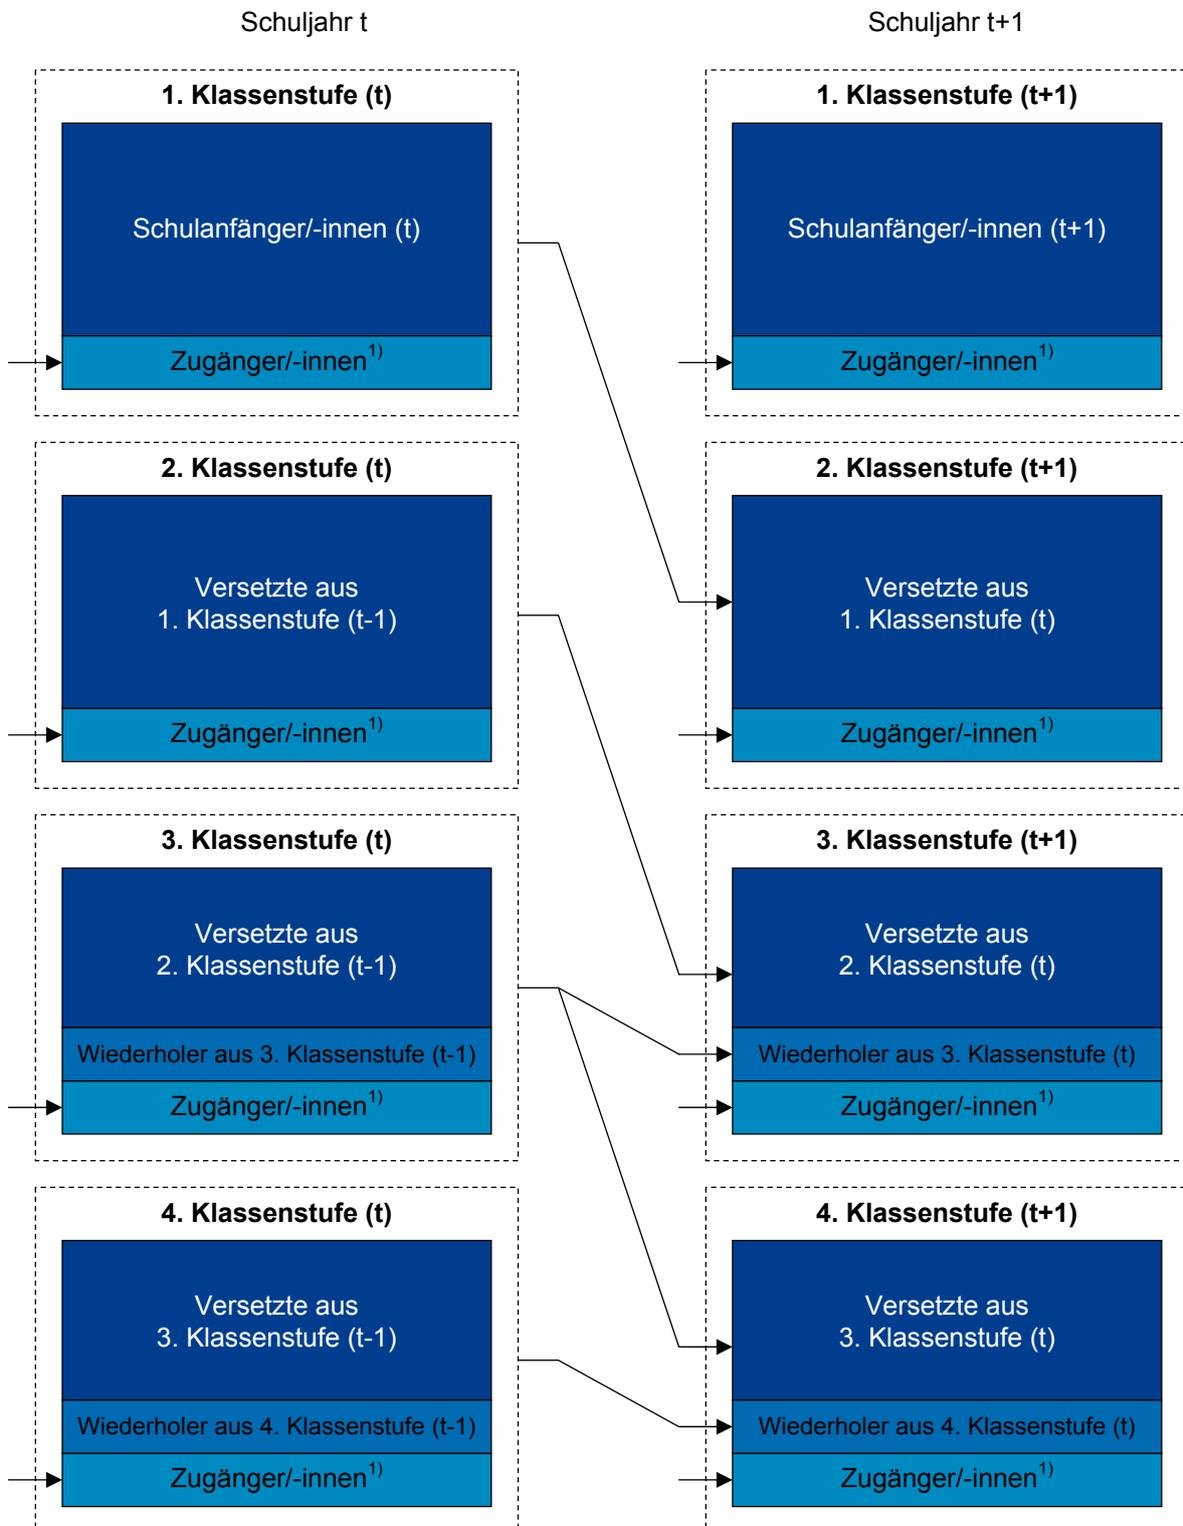 Schuljahr t
Schuljahr t+1
1. Klassenstufe (t)
Schulanfänger/-innen (t)
Zugänger/-innen1)
1. Klassenstufe (t+1)
Schulanfänger/-innen (t+1)
Zugänger/-innen1)
2. Klassenstufe (t)
Versetzte aus
1. Klassenstufe (t-1)
Zugänger/-innen1)
2. Klassenstufe (t+1)
Versetzte aus
1. Klassenstufe (t)
Zugänger/-innen1)
3. Klassenstufe (t)
Versetzte aus
2. Klassenstufe (t-1)
Wiederholer aus 3. Klassenstufe (t-1)
Zugänger/-innen1)
3. Klassenstufe (t+1)
Versetzte aus
2. Klassenstufe (t)
Wiederholer aus 3. Klassenstufe (t)
Zugänger/-innen1)
4. Klassenstufe (t)
Versetzte aus
3. Klassenstufe (t-1)
Wiederholer aus 4. Klassenstufe (t-1)
Zugänger/-innen1)
4. Klassenstufe (t+1)
Versetzte aus
3. Klassenstufe (t)
Wiederholer aus 4. Klassenstufe (t)
Zugänger/-innen1)